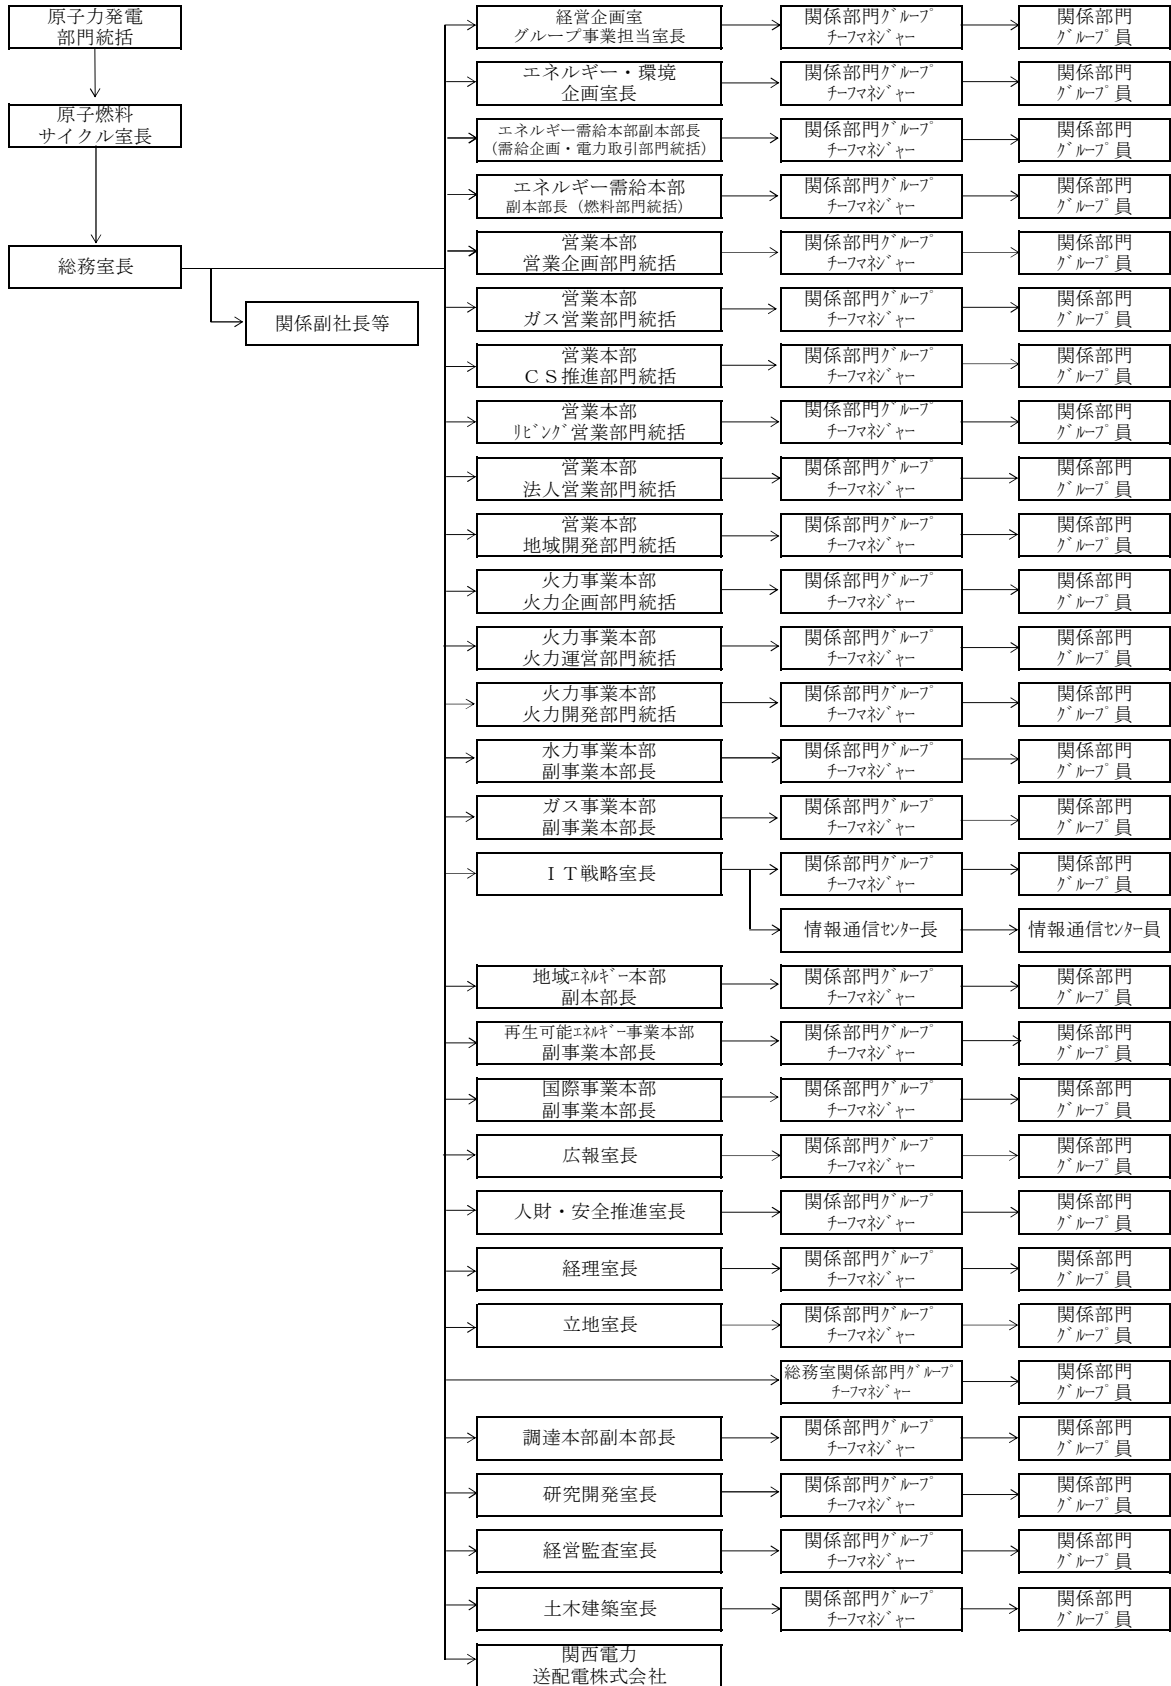 原子力発電
部門統括
原子燃料
サイクル室長
総務室長
関係副社長等
経営企画室
グループ事業担当室長
関係部門ｸﾞﾙｰﾌﾟ
ﾁｰﾌﾏﾈｼﾞｬｰ
関係部門
ｸﾞﾙｰﾌﾟ員
エネルギー・環境
企画室長
関係部門ｸﾞﾙｰﾌﾟ
ﾁｰﾌﾏﾈｼﾞｬｰ
関係部門
ｸﾞﾙｰﾌﾟ員
エネルギー需給本部副本部長
(需給企画・電力取引部門統括)
関係部門ｸﾞﾙｰﾌﾟ
ﾁｰﾌﾏﾈｼﾞｬｰ
関係部門
ｸﾞﾙｰﾌﾟ員
エネルギー需給本部
副本部長（燃料部門統括）
関係部門ｸﾞﾙｰﾌﾟ
ﾁｰﾌﾏﾈｼﾞｬｰ
関係部門
ｸﾞﾙｰﾌﾟ員
営業本部
営業企画部門統括
関係部門ｸﾞﾙｰﾌﾟ
ﾁｰﾌﾏﾈｼﾞｬｰ
関係部門
ｸﾞﾙｰﾌﾟ員
営業本部
ガス営業部門統括
関係部門ｸﾞﾙｰﾌﾟ
ﾁｰﾌﾏﾈｼﾞｬｰ
関係部門
ｸﾞﾙｰﾌﾟ員
営業本部
ＣＳ推進部門統括
関係部門ｸﾞﾙｰﾌﾟ
ﾁｰﾌﾏﾈｼﾞｬｰ
関係部門
ｸﾞﾙｰﾌﾟ員
営業本部
ﾘﾋﾞﾝｸﾞ営業部門統括
関係部門ｸﾞﾙｰﾌﾟ
ﾁｰﾌﾏﾈｼﾞｬｰ
関係部門
ｸﾞﾙｰﾌﾟ員
営業本部
法人営業部門統括
関係部門ｸﾞﾙｰﾌﾟ
ﾁｰﾌﾏﾈｼﾞｬｰ
関係部門
ｸﾞﾙｰﾌﾟ員
営業本部
地域開発部門統括
関係部門ｸﾞﾙｰﾌﾟ
ﾁｰﾌﾏﾈｼﾞｬｰ
関係部門
ｸﾞﾙｰﾌﾟ員
火力事業本部
火力企画部門統括
関係部門ｸﾞﾙｰﾌﾟ
ﾁｰﾌﾏﾈｼﾞｬｰ
関係部門
ｸﾞﾙｰﾌﾟ員
火力事業本部
火力運営部門統括
関係部門ｸﾞﾙｰﾌﾟ
ﾁｰﾌﾏﾈｼﾞｬｰ
関係部門
ｸﾞﾙｰﾌﾟ員
火力事業本部
火力開発部門統括
関係部門ｸﾞﾙｰﾌﾟ
ﾁｰﾌﾏﾈｼﾞｬｰ
関係部門
ｸﾞﾙｰﾌﾟ員
水力事業本部
副事業本部長
関係部門ｸﾞﾙｰﾌﾟ
ﾁｰﾌﾏﾈｼﾞｬｰ
関係部門
ｸﾞﾙｰﾌﾟ員
ガス事業本部
副事業本部長
関係部門ｸﾞﾙｰﾌﾟ
ﾁｰﾌﾏﾈｼﾞｬｰ
関係部門
ｸﾞﾙｰﾌﾟ員
ＩＴ戦略室長
関係部門ｸﾞﾙｰﾌﾟ
ﾁｰﾌﾏﾈｼﾞｬｰ
関係部門
ｸﾞﾙｰﾌﾟ員
情報通信ｾﾝﾀｰ長
情報通信ｾﾝﾀｰ員
地域ｴﾈﾙｷﾞｰ本部
副本部長
関係部門ｸﾞﾙｰﾌﾟ
ﾁｰﾌﾏﾈｼﾞｬｰ
関係部門
ｸﾞﾙｰﾌﾟ員
再生可能ｴﾈﾙｷﾞｰ事業本部
副事業本部長
関係部門ｸﾞﾙｰﾌﾟ
ﾁｰﾌﾏﾈｼﾞｬｰ
関係部門
ｸﾞﾙｰﾌﾟ員
国際事業本部
副事業本部長
関係部門ｸﾞﾙｰﾌﾟ
ﾁｰﾌﾏﾈｼﾞｬｰ
関係部門
ｸﾞﾙｰﾌﾟ員
広報室長
関係部門ｸﾞﾙｰﾌﾟ
ﾁｰﾌﾏﾈｼﾞｬｰ
関係部門
ｸﾞﾙｰﾌﾟ員
人財・安全推進室長
関係部門ｸﾞﾙｰﾌﾟ
ﾁｰﾌﾏﾈｼﾞｬｰ
関係部門
ｸﾞﾙｰﾌﾟ員
経理室長
関係部門ｸﾞﾙｰﾌﾟ
ﾁｰﾌﾏﾈｼﾞｬｰ
関係部門
ｸﾞﾙｰﾌﾟ員
立地室長
関係部門ｸﾞﾙｰﾌﾟ
ﾁｰﾌﾏﾈｼﾞｬｰ
関係部門
ｸﾞﾙｰﾌﾟ員
総務室関係部門ｸﾞﾙｰﾌﾟ
ﾁｰﾌﾏﾈｼﾞｬｰ
関係部門
ｸﾞﾙｰﾌﾟ員
調達本部副本部長
関係部門ｸﾞﾙｰﾌﾟ
ﾁｰﾌﾏﾈｼﾞｬｰ
関係部門
ｸﾞﾙｰﾌﾟ員
研究開発室長
関係部門ｸﾞﾙｰﾌﾟ
ﾁｰﾌﾏﾈｼﾞｬｰ
関係部門
ｸﾞﾙｰﾌﾟ員
経営監査室長
関係部門ｸﾞﾙｰﾌﾟ
ﾁｰﾌﾏﾈｼﾞｬｰ
関係部門
ｸﾞﾙｰﾌﾟ員
土木建築室長
関係部門ｸﾞﾙｰﾌﾟ
ﾁｰﾌﾏﾈｼﾞｬｰ
関係部門
ｸﾞﾙｰﾌﾟ員
関西電力
送配電株式会社